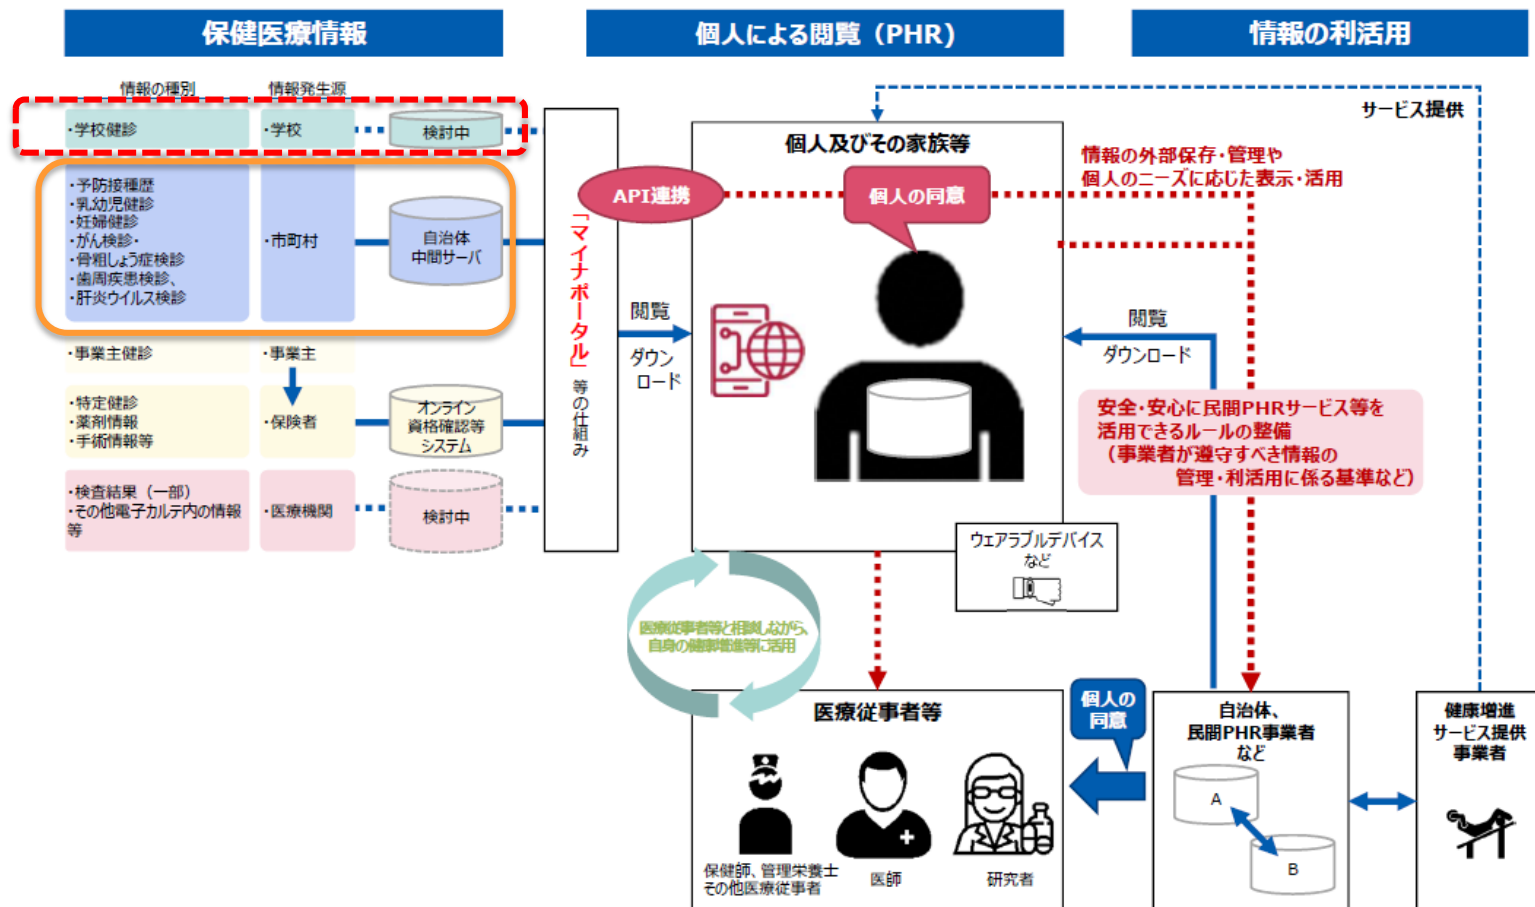 保健医療情報
個人による閲覧（PHR）
情報の利活用
情報の種別
情報発生源
・学校健診
・学校
検討中
・予防接種歴
・乳幼児健診
・妊婦健診
・がん検診・
・骨粗しょう症検診
・歯周疾患検診、
・肝炎ウイルス検診
・市町村
自治体
中間サーバ
・事業主健診
・事業主
・特定健診
・薬剤情報
・手術情報等
・保険者
オンライン
資格確認等
システム
・検査結果（一部）
・その他電子カルテ内の情報
等
・医療機関
検討中
「マイナポータル」等の仕組み
API連携
閲覧
ダウン
ロード
個人及びその家族等
個人の同意
ウェアラブルデバイス
など
サービス提供
情報の外部保存・管理や
個人のニーズに応じた表示・活用
閲覧
ダウンロード
安全・安心に民間PHRサービス等を
活用できるルールの整備
（事業者が遵守すべき情報の
管理・利活用に係る基準など）
医療従事者等と相談しながら、
自身の健康増進等に活用
医療従事者等
保健師、管理栄養士
その他医療従事者
医師
研究者
個人の
同意
自治体、
民間PHR事業者
など
A
B
健康増進
サービス提供
事業者